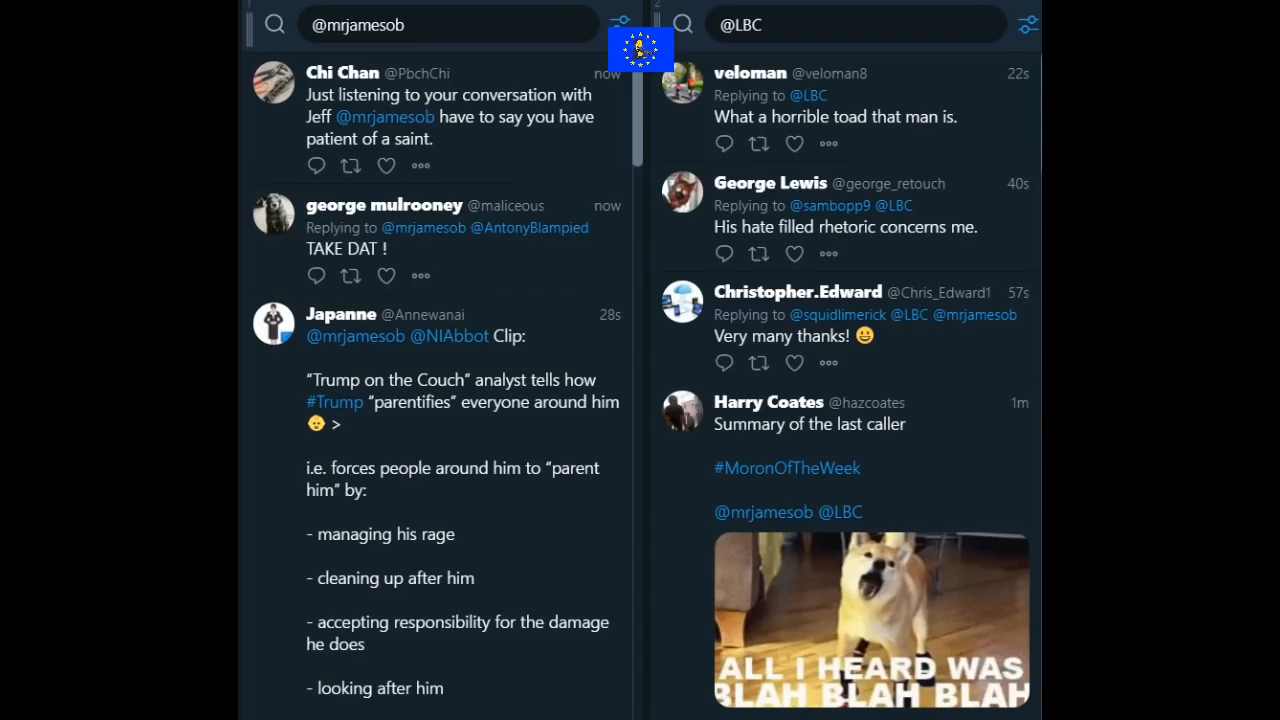 1
@mrjamesob
Chi Chan @PbchChi now
Just listening to your conversation with
Jeff @mrjamesob have to say you have
patient of a saint.
george mulrooney @maliceous now
Replying to @mrjamesob @AntonyBlampied
TAKE DAT !
Japanne @Annewanai 28s
@mrjamesob @NIAbbot Clip:
“Trump on the Couch” analyst tells how
#Trump “parentifies” everyone around him
👶 >
i.e. forces people around him to “parent
him” by:
- managing his rage
- cleaning up after him
- accepting responsibility for the damage
he does
- looking after him
2
@LBC
veloman @veloman8 22s
Replying to @LBC
What a horrible toad that man is.
George Lewis @george_retouch 40s
Replying to @sambopp9 @LBC
His hate filled rhetoric concerns me.
Christopher.Edward @Chris_Edward1 57s
Replying to @squidlimerick @LBC @mrjamesob
Very many thanks! 😀
Harry Coates @hazcoates 1m
Summary of the last caller
#MoronOfTheWeek
@mrjamesob @LBC
ALL I HEARD WAS
BLAH BLAH BLAH